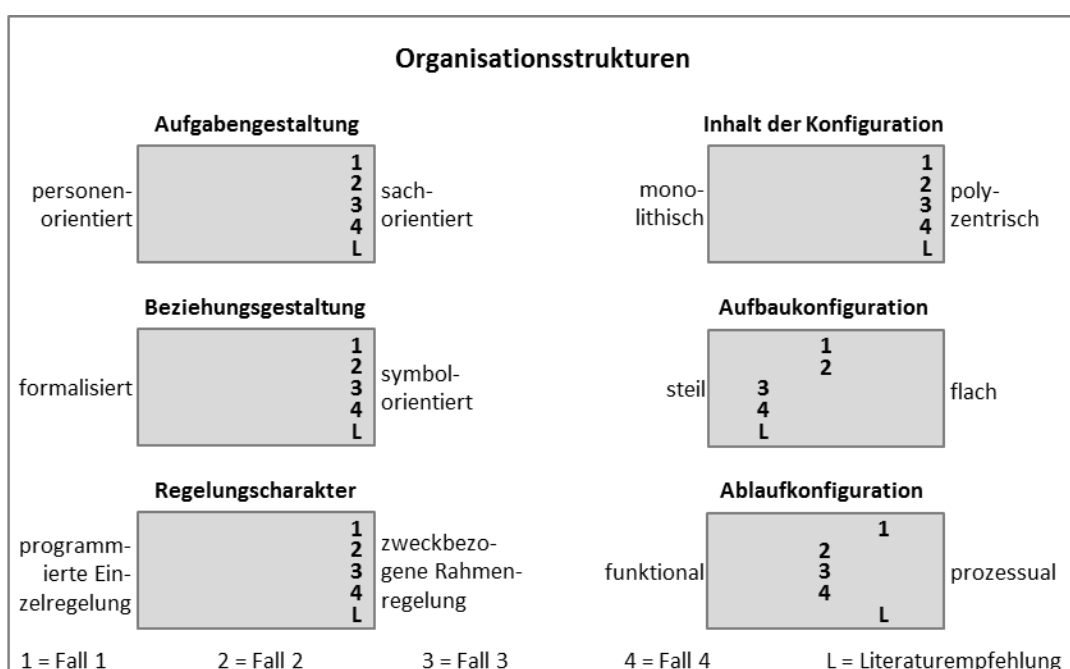 Organisationsstrukturen
Aufgabengestaltung
personen-
orientiert
1
2
3
4
L
sach-
orientiert
Inhalt der Konfiguration
mono-
lithisch
1
2
3
4
L
poly-
zentrisch
Beziehungsgestaltung
formalisiert
1
2
3
4
L
symbol-
orientiert
Aufbaukonfiguration
steil
1
2
3
4
L
flach
Regelungscharakter
programm-
ierte Ein-
zelregelung
1
2
3
4
L
zweckbezo-
gene Rahmen-
regelung
Ablaufkonfiguration
funktional
1
2
3
4
L
prozessual
1 = Fall 1 2 = Fall 2 3 = Fall 3 4 = Fall 4 L = Literaturempfehlung